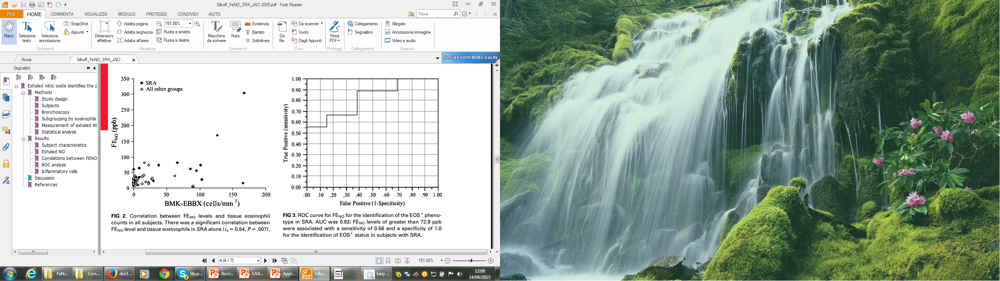 Silkoff_FeNO_SRA_JACI 2005.pdf - Foxit Reader
FILE HOME COMMENTA VISUALIZZA MODULO PROTEGGI CONDIVIDI AIUTO Trova
Mano
Seleziona testo
Seleziona annotazione
SnapShot
Appunti
Strumenti
Dimensioni effettive
Adatta pagina
Adatta larghezza
Adatta all'area
151.00%
Ruota a sinistra
Ruota a destra
Visualizza
Macchina da scrivere
Nota
Evidenzia
Barrato
Sottolinea
Commento
Da file
Da scanner
Vuoto
Dagli Appunti
Crea
Firma PDF
Proteggi
Collegamento
Segnalibro
Collegamenti
Allegato
Annotazione immagine
Video e audio
Inserisci
Avvia
Silkoff_FeNO_SRA_JACI ...
Design form fields easily
Segnalibri
Exhaled nitric oxide identifies the p
Methods
Study design
Subjects
Bronchoscopy
Subgrouping by eosinophils
Measurement of exhaled NO
Statistical analysis
Results
Subject characteristics
Exhaled NO
Correlations between FENO
ROC analysis
Inflammatory cells
Discussion
References
SRA
All other groups
350
300
250
200
150
100
50
0
FENO (ppb)
0 50 100 150 200
BMK-EBBX (cells/mm³)
FIG 2. Correlation between FENO levels and tissue eosinophil
counts in all subjects. There was a significant correlation between
FENO level and tissue eosinophils in SRA alone (rs = 0.54, P = .007).
1.00
0.90
0.80
0.70
0.60
0.50
0.40
0.30
0.20
0.10
0.00
True Positive (sensitivity)
.00 .10 .20 .30 .40 .50 .60 .70 .80 .90 1.00
False Positive (1-Specificity)
FIG 3. ROC curve for FENO for the identification of the EOS+ pheno-
type in SRA. AUC was 0.83; FENO levels of greater than 72.9 ppb
were associated with a sensitivity of 0.56 and a specificity of 1.0
for the identification of EOS+ status in subjects with SRA.
4 (4 / 7)
151.00%
FeN...
Cors...
doi:1...
Skyp...
Ricci...
EAA...
Appl...
Silko...
Easy ...
12:09
14/04/2015